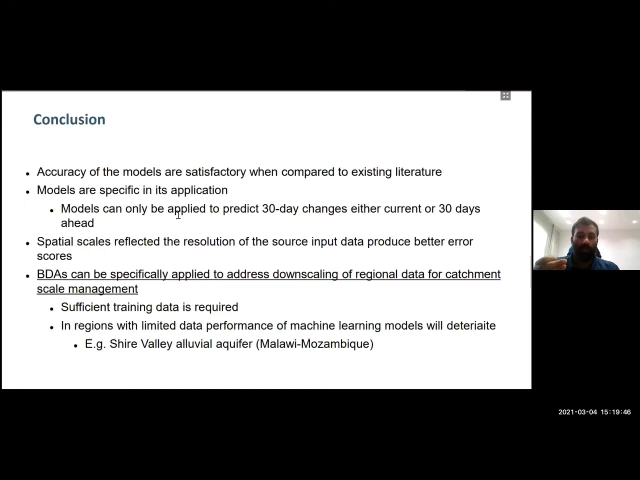 Conclusion
Accuracy of the models are satisfactory when compared to existing literature
Models are specific in its application
Models can only be applied to predict 30-day changes either current or 30 days
ahead
Spatial scales reflected the resolution of the source input data produce better error
scores
BDAs can be specifically applied to address downscaling of regional data for catchment
scale management
Sufficient training data is required
In regions with limited data performance of machine learning models will deteriaite
E.g. Shire Valley alluvial aquifer (Malawi-Mozambique)
2021-03-04 15:19:46